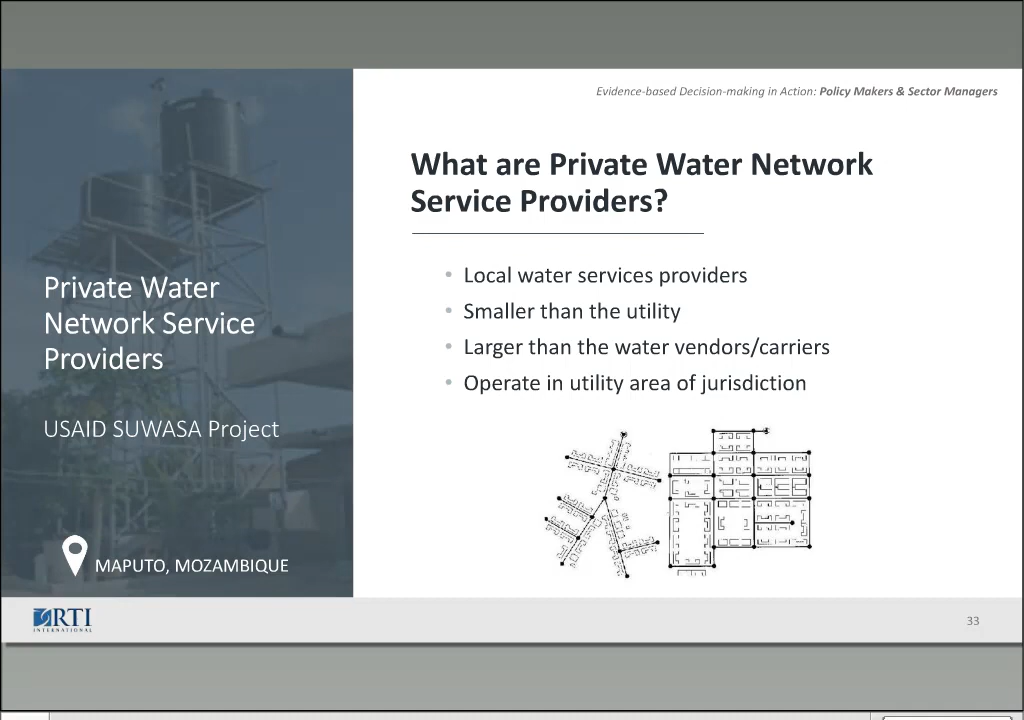 Evidence-based Decision-making in Action: Policy Makers & Sector Managers
What are Private Water Network
Service Providers?
• Local water services providers
• Smaller than the utility
• Larger than the water vendors/carriers
• Operate in utility area of jurisdiction
Private Water
Network Service
Providers
USAID SUWASA Project
MAPUTO, MOZAMBIQUE
RTI
INTERNATIONAL
33